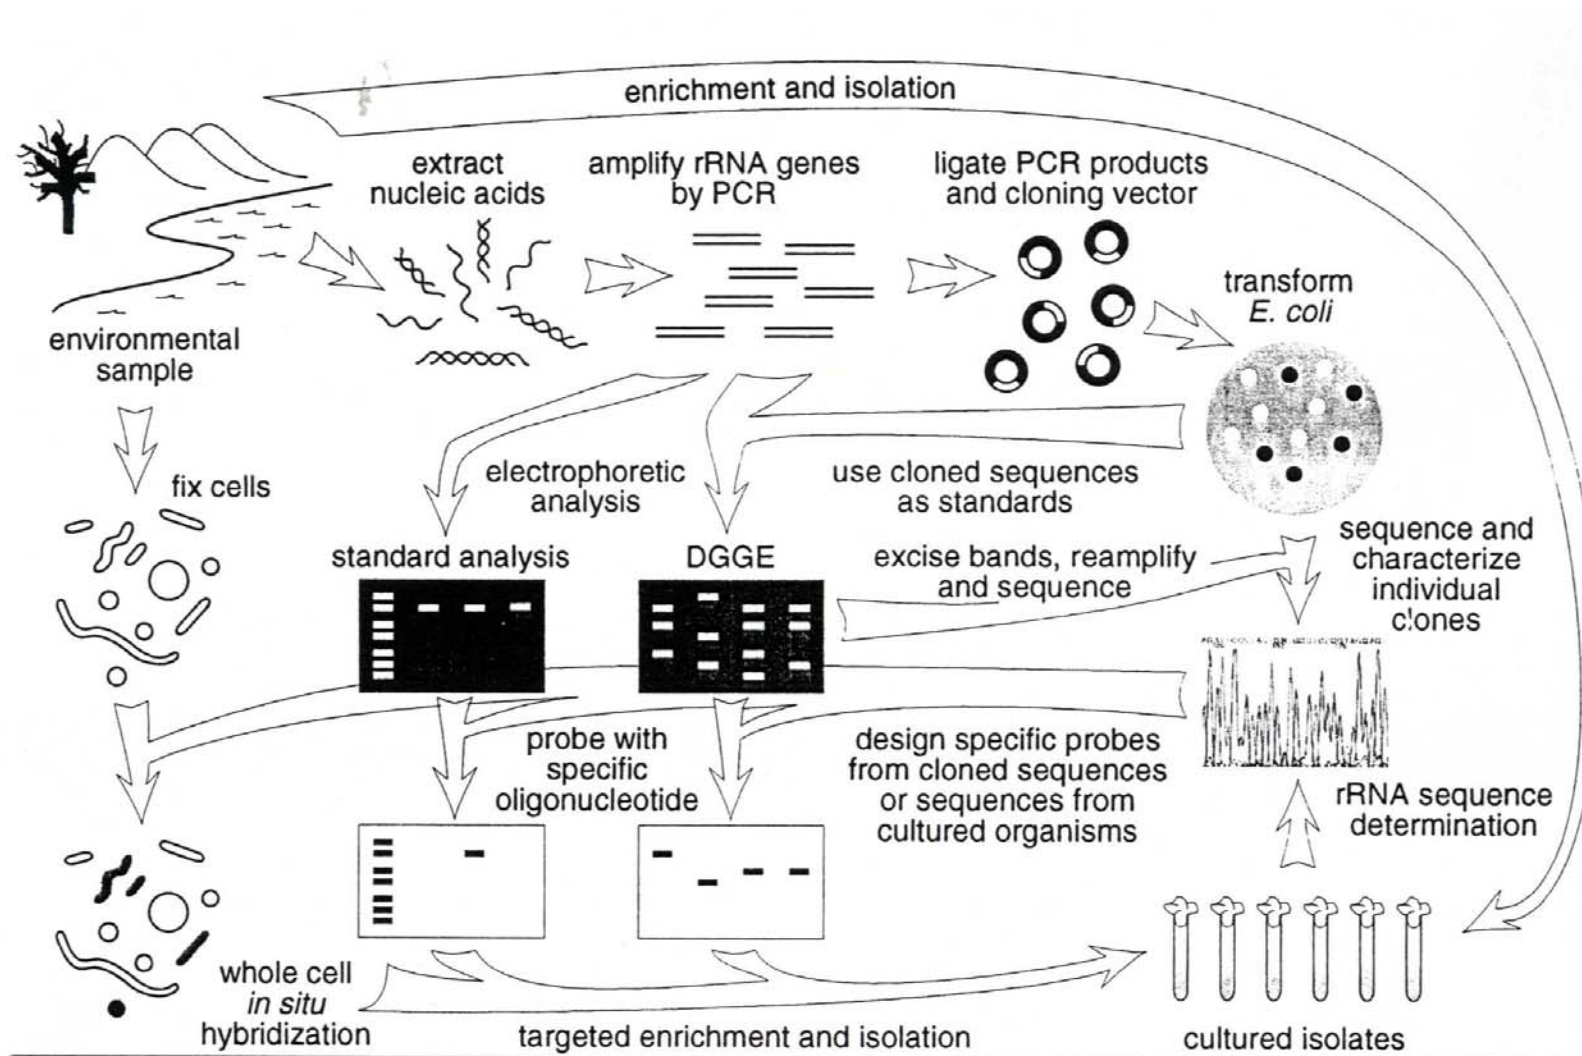 enrichment and isolation
extract
nucleic acids
amplify rRNA genes
by PCR
ligate PCR products
and cloning vector
transform
E. coli
environmental
sample
fix cells
electrophoretic
analysis
use cloned sequences
as standards
standard analysis
DGGE
excise bands, reamplify
and sequence
sequence and
characterize
individual
clones
probe with
specific
oligonucleotide
design specific probes
from cloned sequences
or sequences from
cultured organisms
rRNA sequence
determination
whole cell
in situ
hybridization
targeted enrichment and isolation
cultured isolates